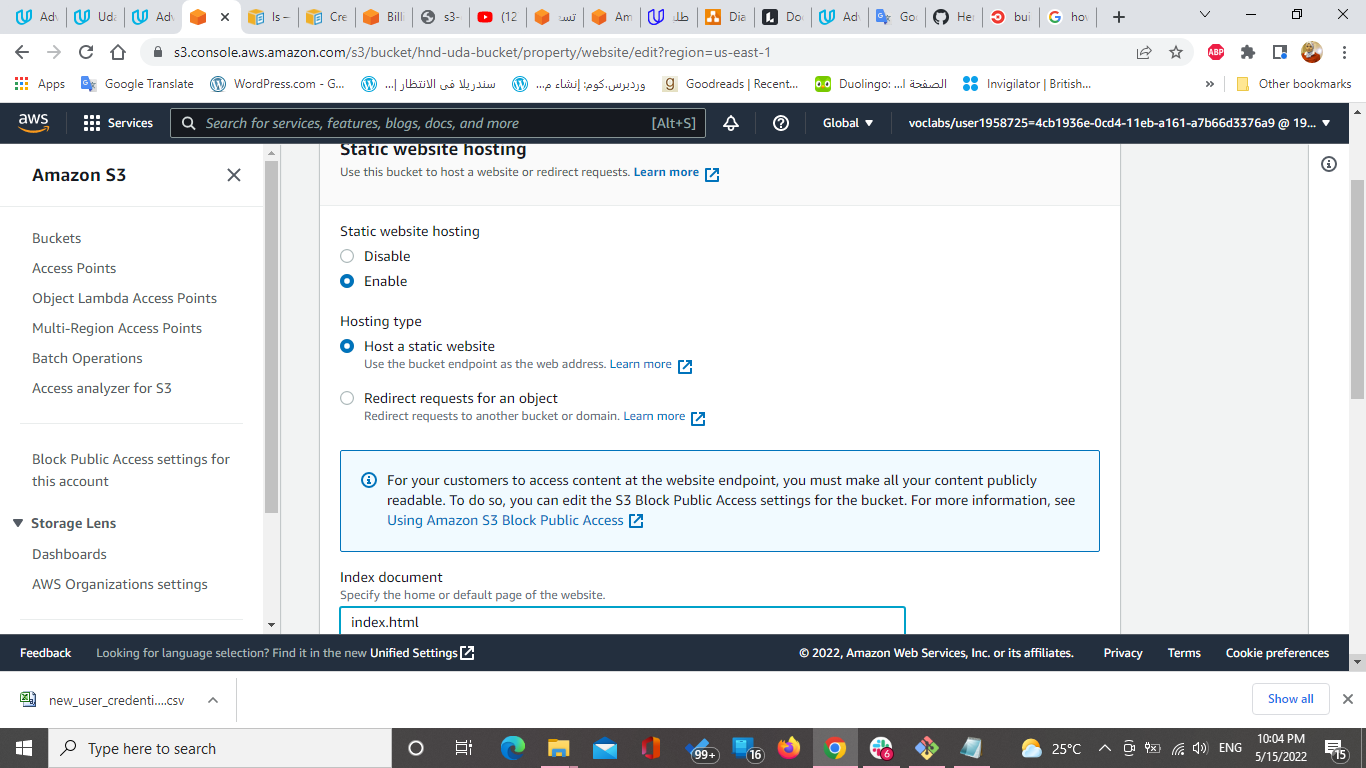 Adv
Uda
Adv
Is —
Cre
Billi
s3-
(12
تست
Am
طلـ
Dia
Do
Adv
Go
He
bui
hov
s3.console.aws.amazon.com/s3/bucket/hnd-uda-bucket/property/website/edit?region=us-east-1
ABP
Apps
Google Translate
WordPress.com - G...
سندريلا فى الانتظار |...
وردبرس.كوم: إنشاء م...
Goodreads | Recent...
Duolingo: الصفحة ا...
Invigilator | British...
»
Other bookmarks
aws
Services
Search for services, features, blogs, docs, and more
[Alt+S]
Global
voclabs/user1958725=4cb1936e-0cd4-11eb-a161-a7b66d3376a9 @ 19...
Amazon S3
Buckets
Access Points
Object Lambda Access Points
Multi-Region Access Points
Batch Operations
Access analyzer for S3
Block Public Access settings for
this account
Storage Lens
Dashboards
AWS Organizations settings
Static website hosting
Use this bucket to host a website or redirect requests. Learn more
Static website hosting
Disable
Enable
Hosting type
Host a static website
Use the bucket endpoint as the web address. Learn more
Redirect requests for an object
Redirect requests to another bucket or domain. Learn more
For your customers to access content at the website endpoint, you must make all your content publicly
readable. To do so, you can edit the S3 Block Public Access settings for the bucket. For more information, see
Using Amazon S3 Block Public Access
Index document
Specify the home or default page of the website.
index.html
Feedback
Looking for language selection? Find it in the new Unified Settings
© 2022, Amazon Web Services, Inc. or its affiliates.
Privacy
Terms
Cookie preferences
new_user_credenti....csv
Show all
Type here to search
99+
16
6
25°C
ENG
10:04 PM
5/15/2022
15